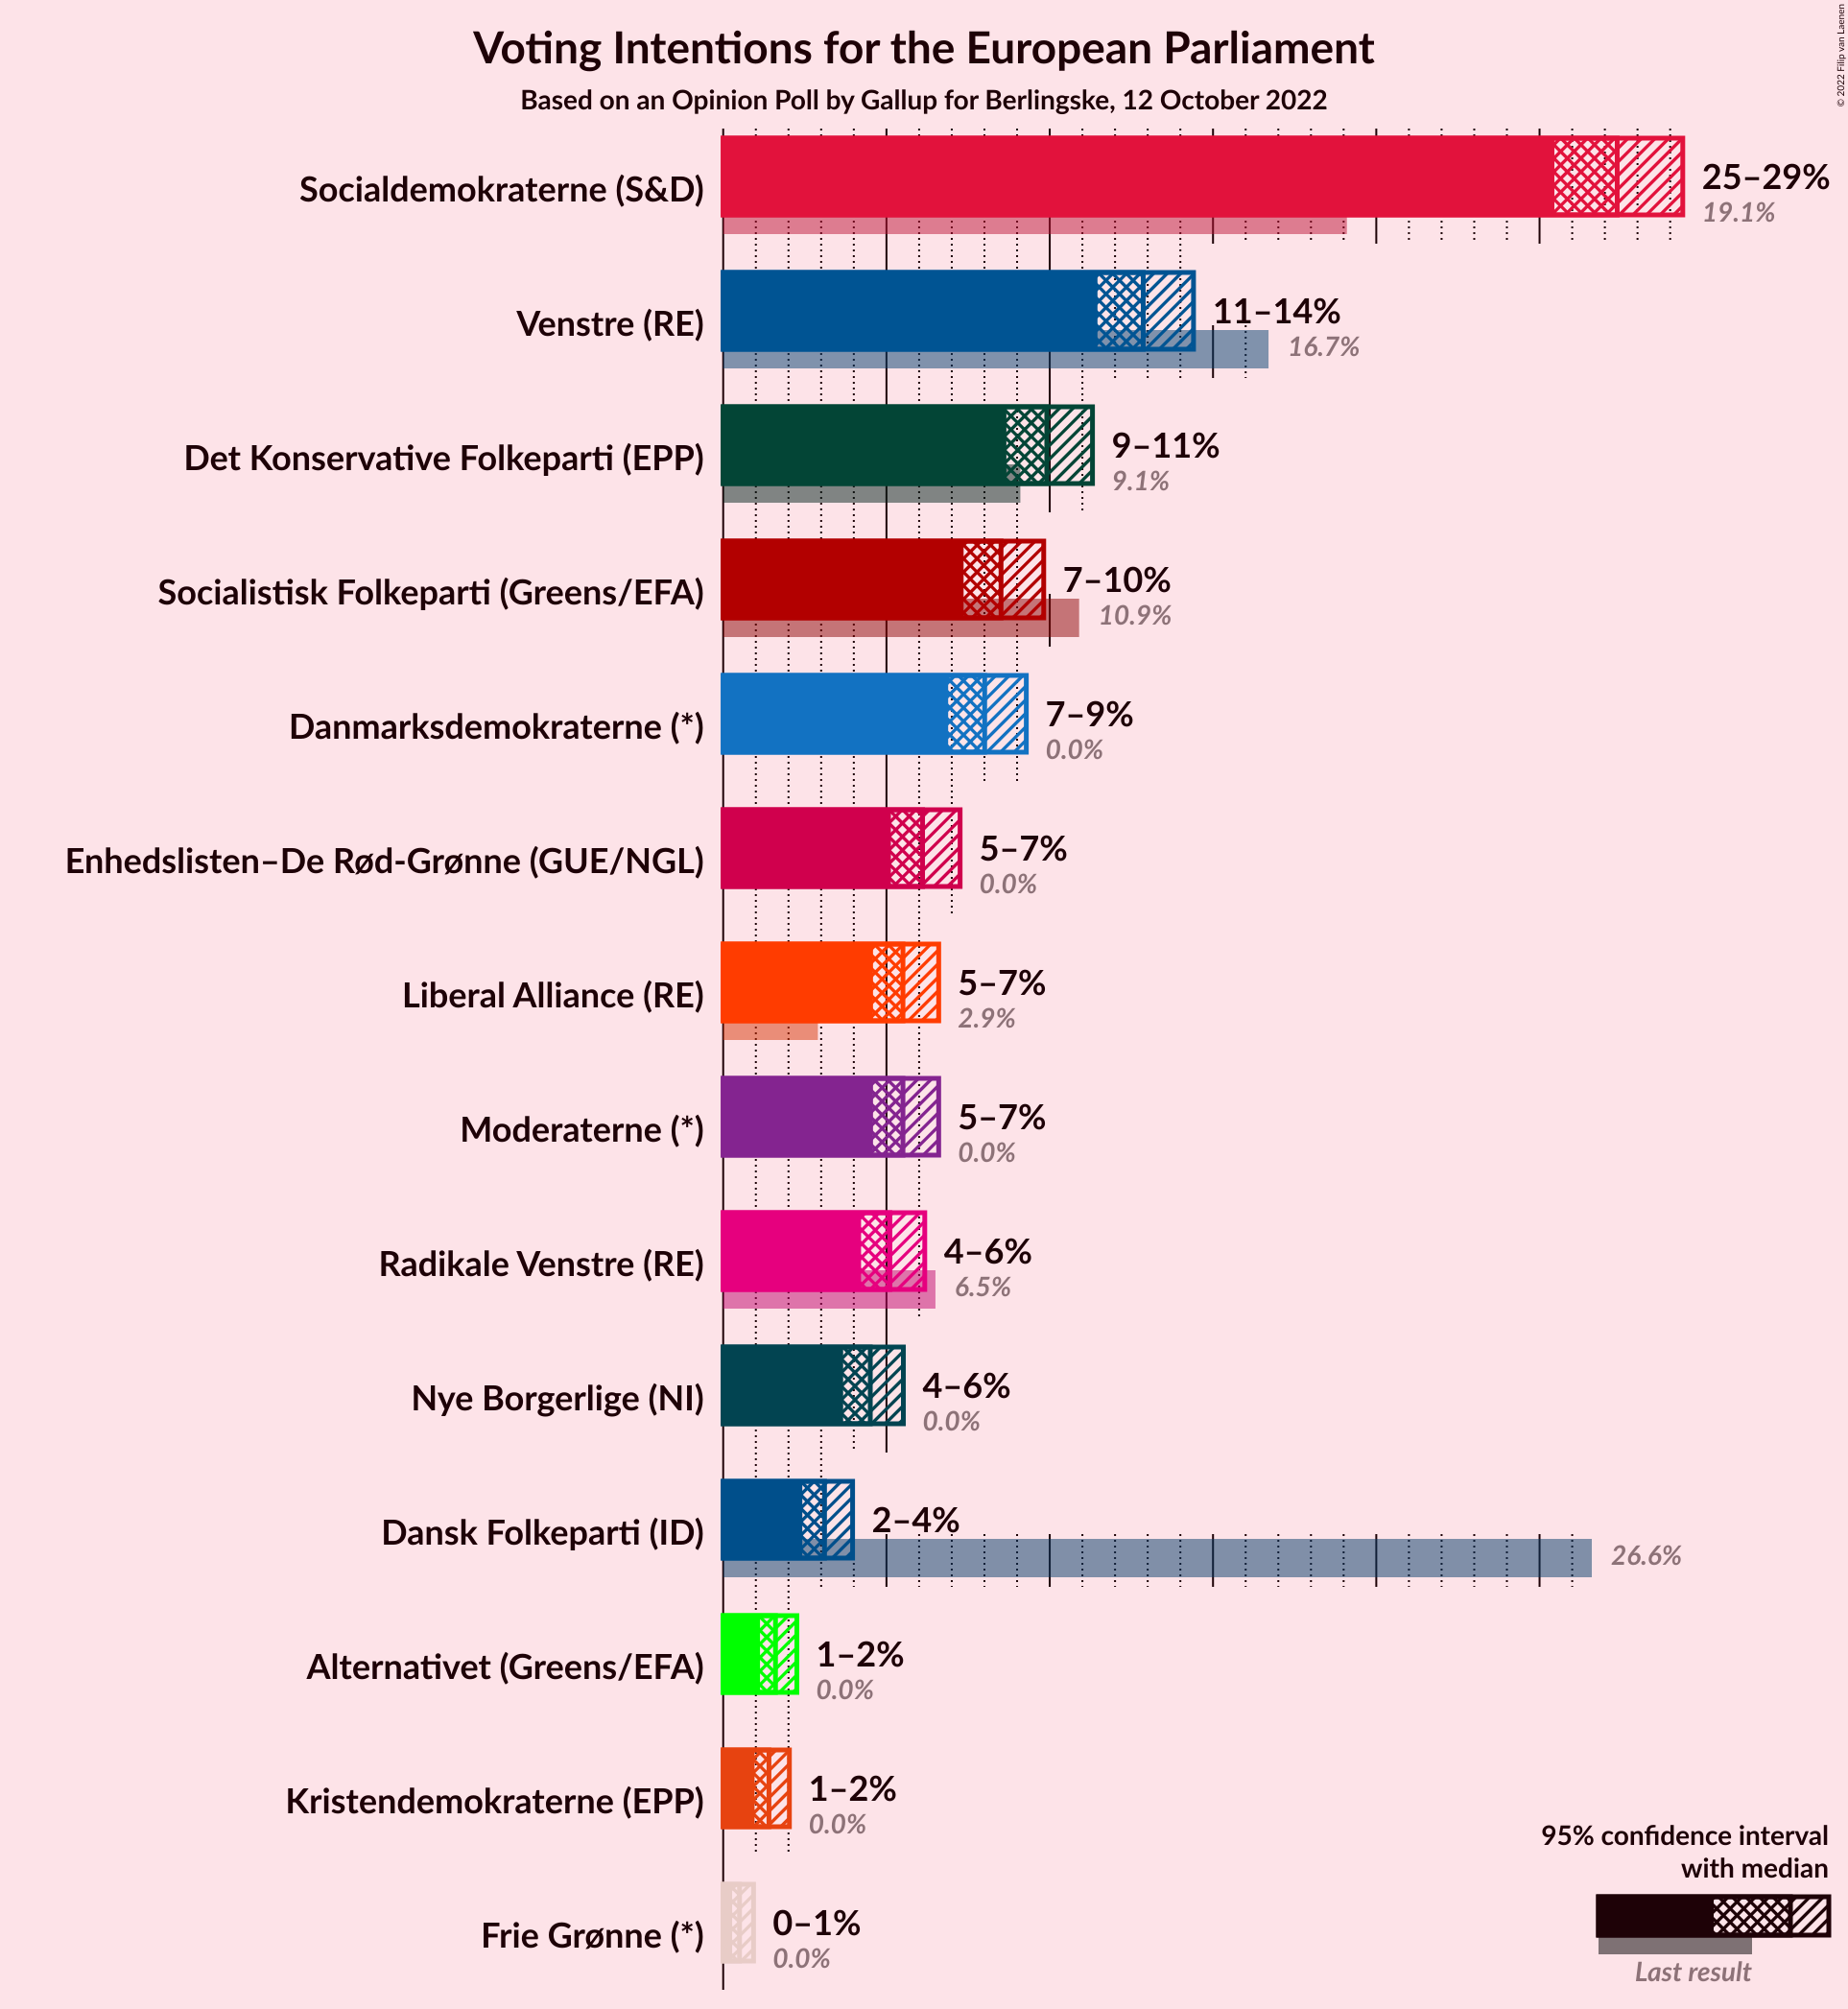 Voting Intentions for the European Parliament
Based on an Opinion Poll by Gallup for Berlingske, 12 October 2022
© 2022 Filip van Laenen
Socialdemokraterne (S&D)
25–29%
19.1%
Venstre (RE)
11–14%
16.7%
Det Konservative Folkeparti (EPP)
9–11%
9.1%
Socialistisk Folkeparti (Greens/EFA)
7–10%
10.9%
Danmarksdemokraterne (*)
7–9%
0.0%
Enhedslisten–De Rød-Grønne (GUE/NGL)
5–7%
0.0%
Liberal Alliance (RE)
5–7%
2.9%
Moderaterne (*)
5–7%
0.0%
Radikale Venstre (RE)
4–6%
6.5%
Nye Borgerlige (NI)
4–6%
0.0%
Dansk Folkeparti (ID)
2–4%
26.6%
Alternativet (Greens/EFA)
1–2%
0.0%
Kristendemokraterne (EPP)
1–2%
0.0%
Frie Grønne (*)
0–1%
0.0%
95% confidence interval
with median
Last result